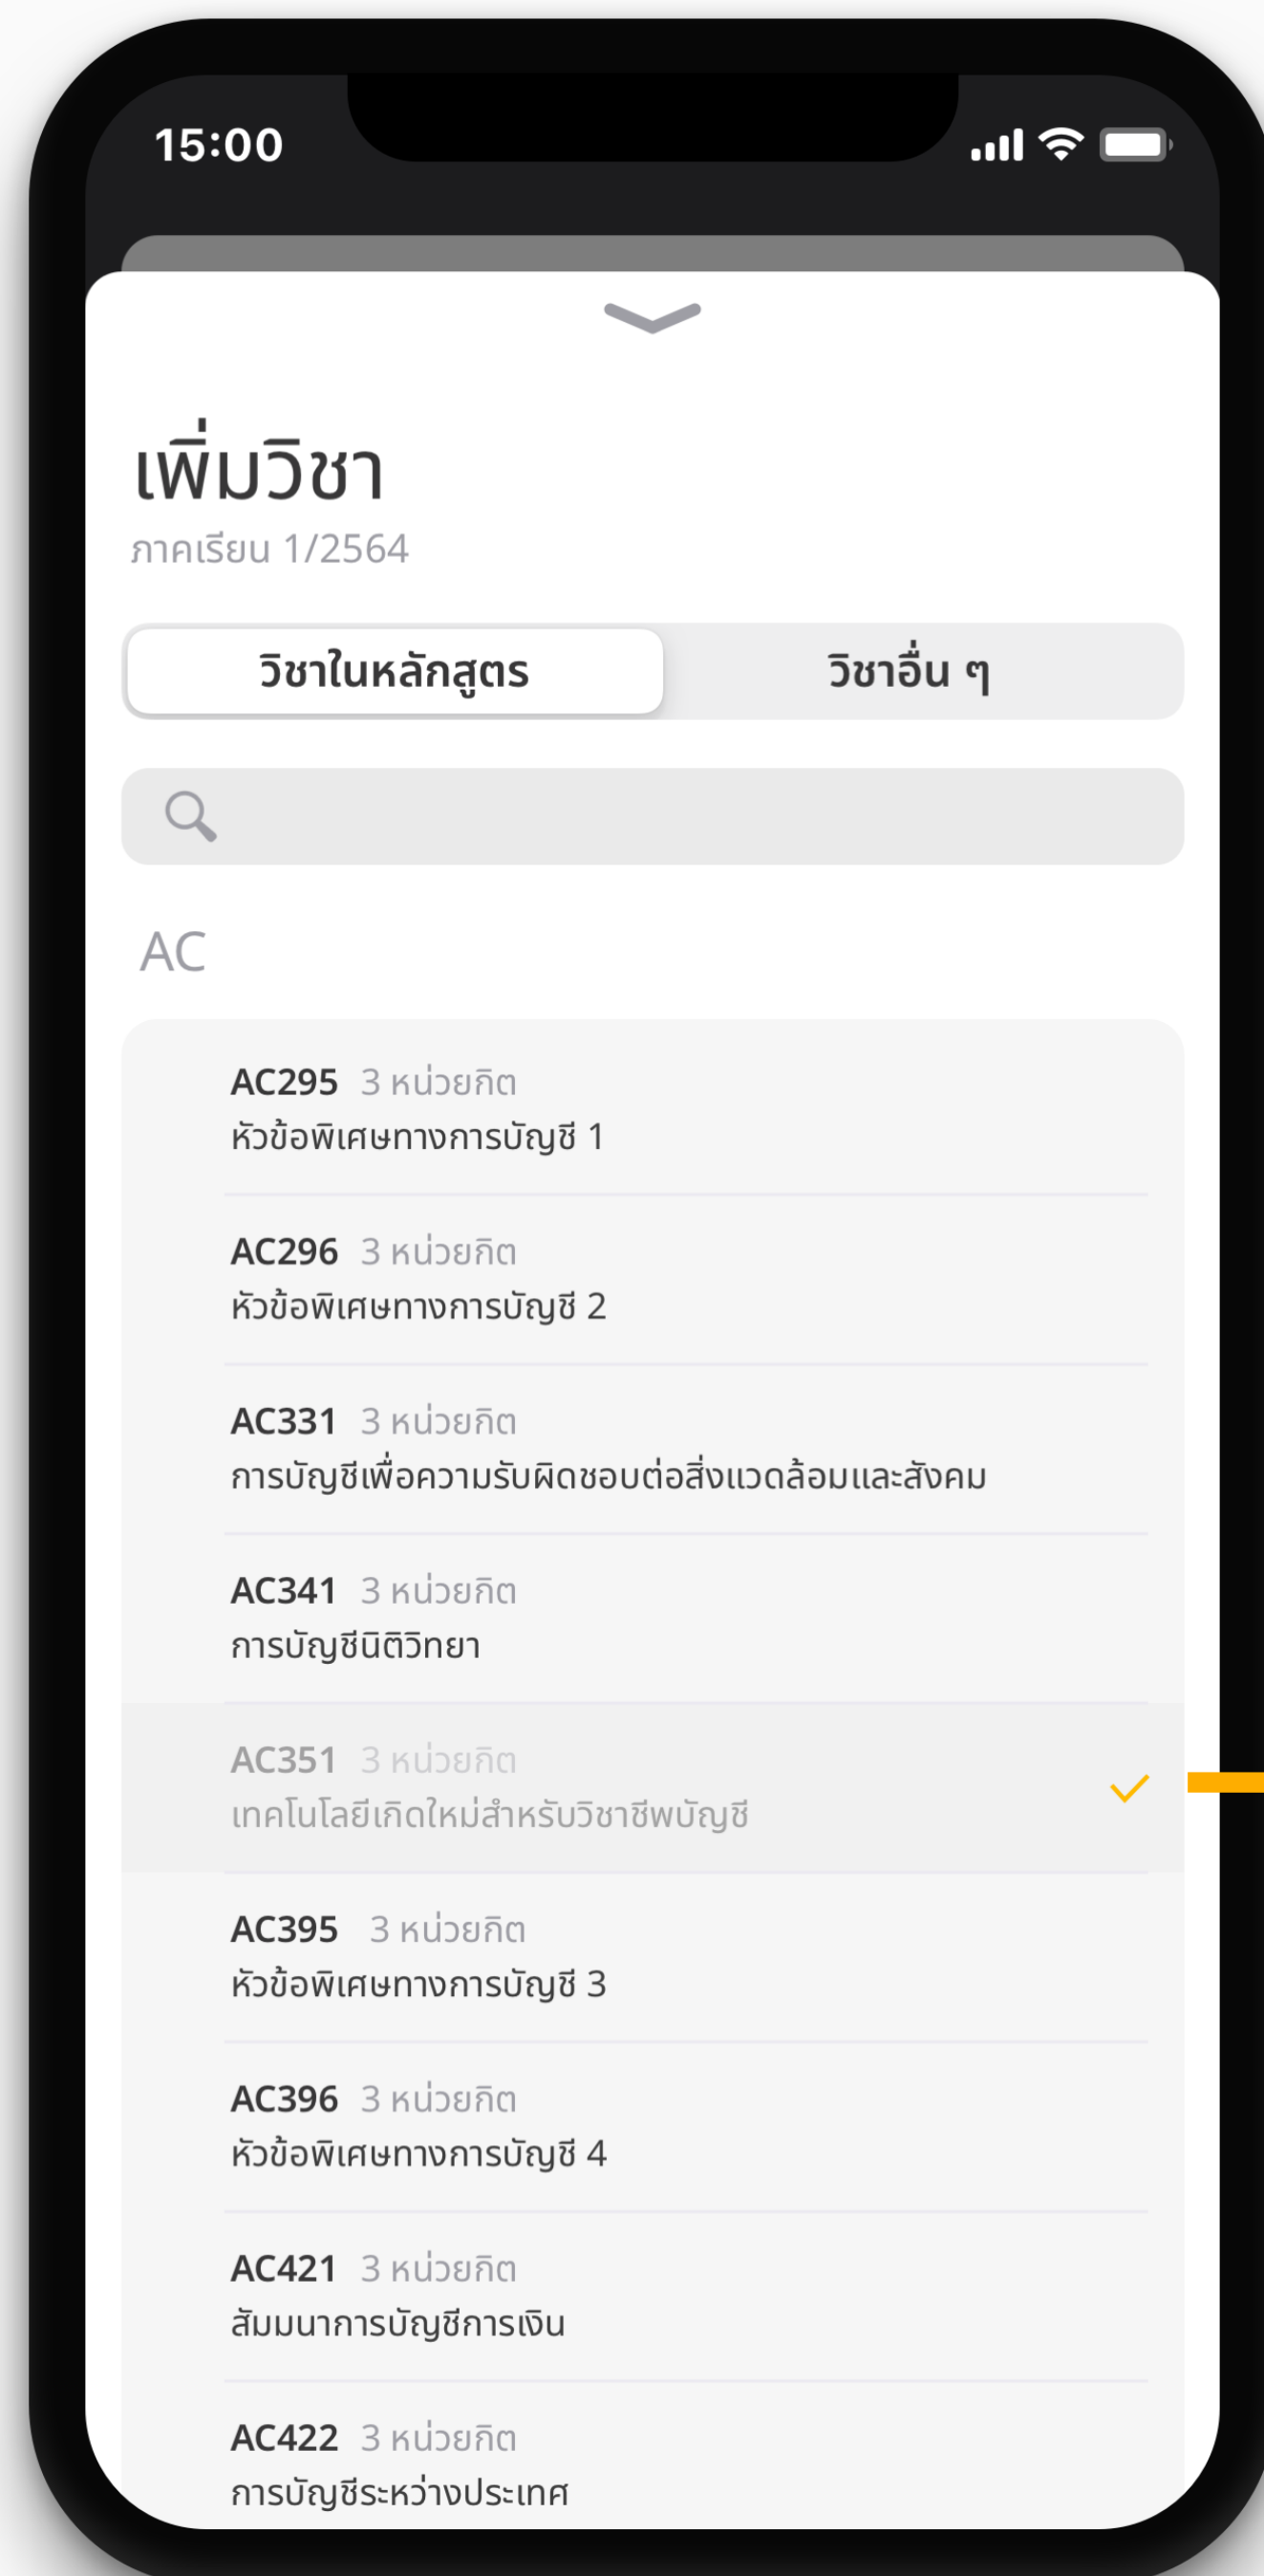 15:00
เพิ่มวิชา
ภาคเรียน 1/2564
วิชาในหลักสูตร วิชาอื่น ๆ
AC
AC295 3 หน่วยกิต
หัวข้อพิเศษทางการบัญชี 1
AC296 3 หน่วยกิต
หัวข้อพิเศษทางการบัญชี 2
AC331 3 หน่วยกิต
การบัญชีเพื่อความรับผิดชอบต่อสิ่งแวดล้อมและสังคม
AC341 3 หน่วยกิต
การบัญชีนิติวิทยา
AC351 3 หน่วยกิต
เทคโนโลยีเกิดใหม่สำหรับวิชาชีพบัญชี
AC395 3 หน่วยกิต
หัวข้อพิเศษทางการบัญชี 3
AC396 3 หน่วยกิต
หัวข้อพิเศษทางการบัญชี 4
AC421 3 หน่วยกิต
สัมมนาการบัญชีการเงิน
AC422 3 หน่วยกิต
การบัญชีระหว่างประเทศ